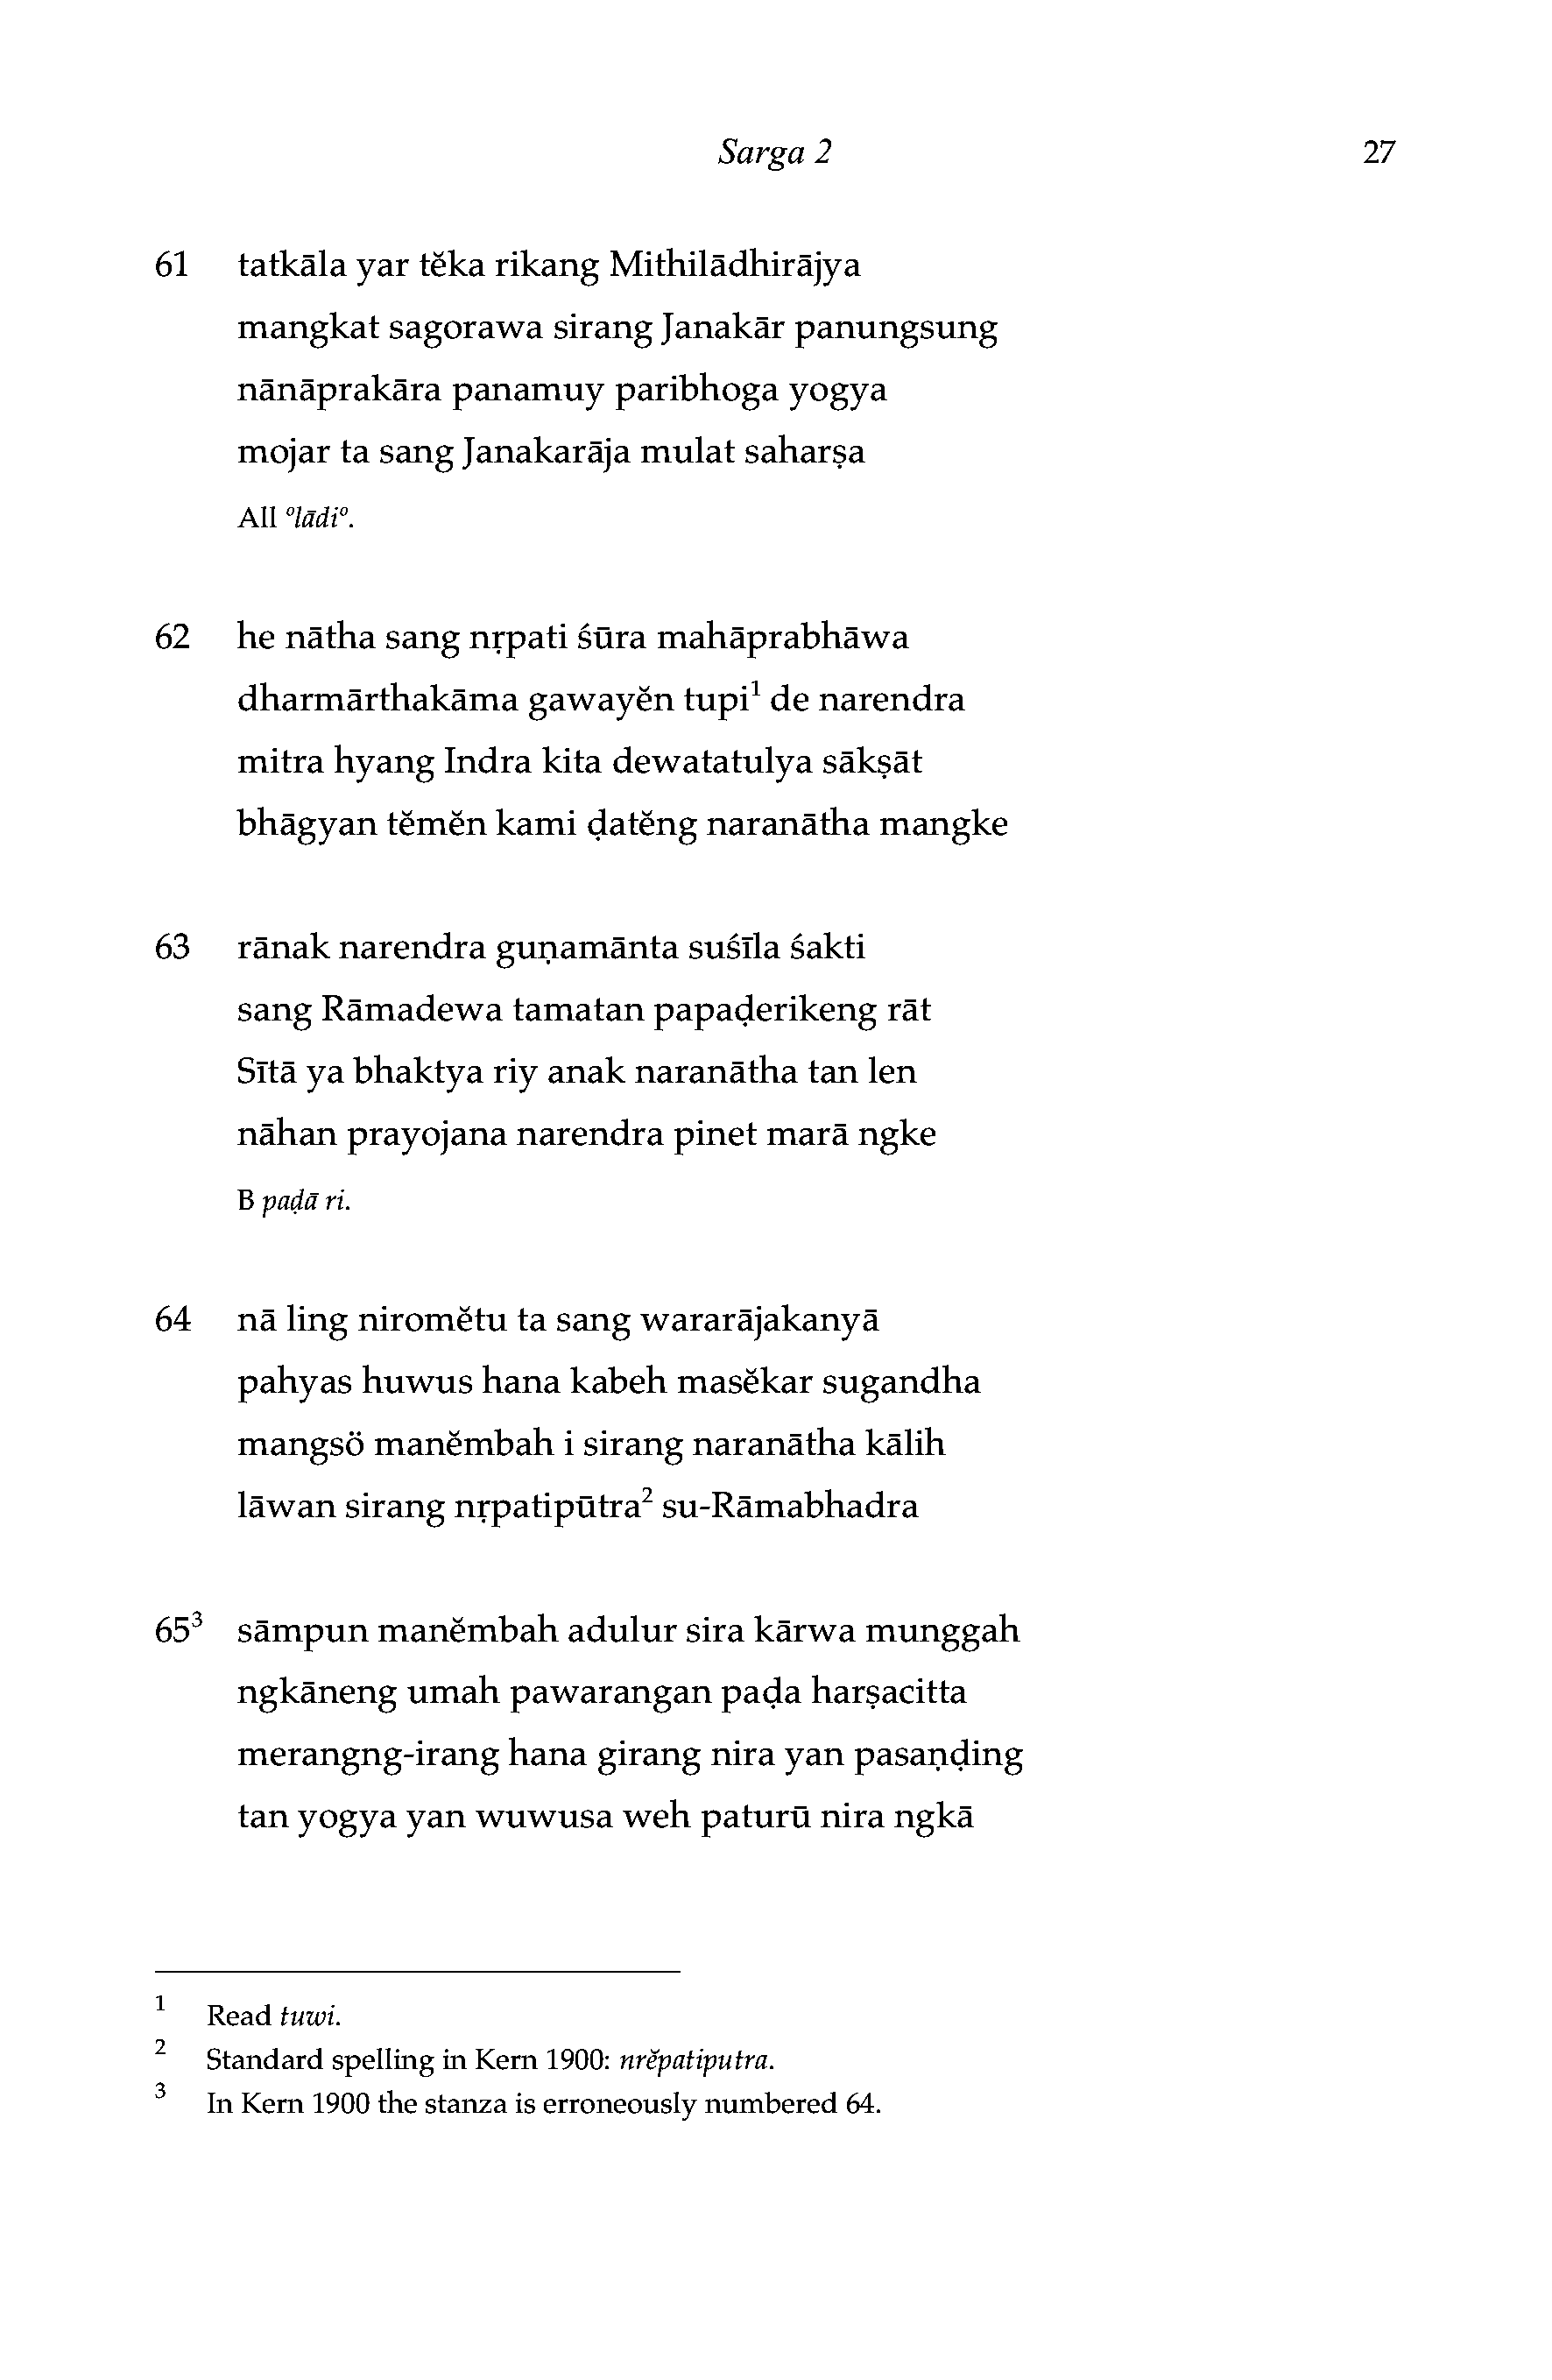 Sarga 2 27
61 tatkāla yar tĕka rikang Mithilādhirājya
mangkat sagorawa sirang Janakār panungsung
nānāprakāra panamuy paribhoga yogya
mojar ta sang Janakarāja mulat saharṣa
All °lādi°.
62 he nātha sang nṛpati śūra mahāprabhāwa
dharmārthakāma gawayĕn tupi¹ de narendra
mitra hyang Indra kita dewatatulya sākṣāt
bhāgyan tĕmĕn kami ḍatĕng naranātha mangke
63 rānak narendra guṇamānta suśīla śakti
sang Rāmadewa tamatan papaḍerikeng rāt
Sītā ya bhaktya riy anak naranātha tan len
nāhan prayojana narendra pinet marā ngke
B paḍā ri.
64 nā ling niromĕtu ta sang wararājakanyā
pahyas huwus hana kabeh masĕkar sugandha
mangsö manĕmbah i sirang naranātha kālih
lāwan sirang nṛpatipūtra² su-Rāmabhadra
65³ sāmpun manĕmbah adulur sira kārwa munggah
ngkāneng umah pawarangan paḍa harṣacitta
merangng-irang hana girang nira yan pasaṇḍing
tan yogya yan wuwusa weh paturū nira ngkā
1 Read tuwi.
2 Standard spelling in Kern 1900: nrĕpatiputra.
3 In Kern 1900 the stanza is erroneously numbered 64.